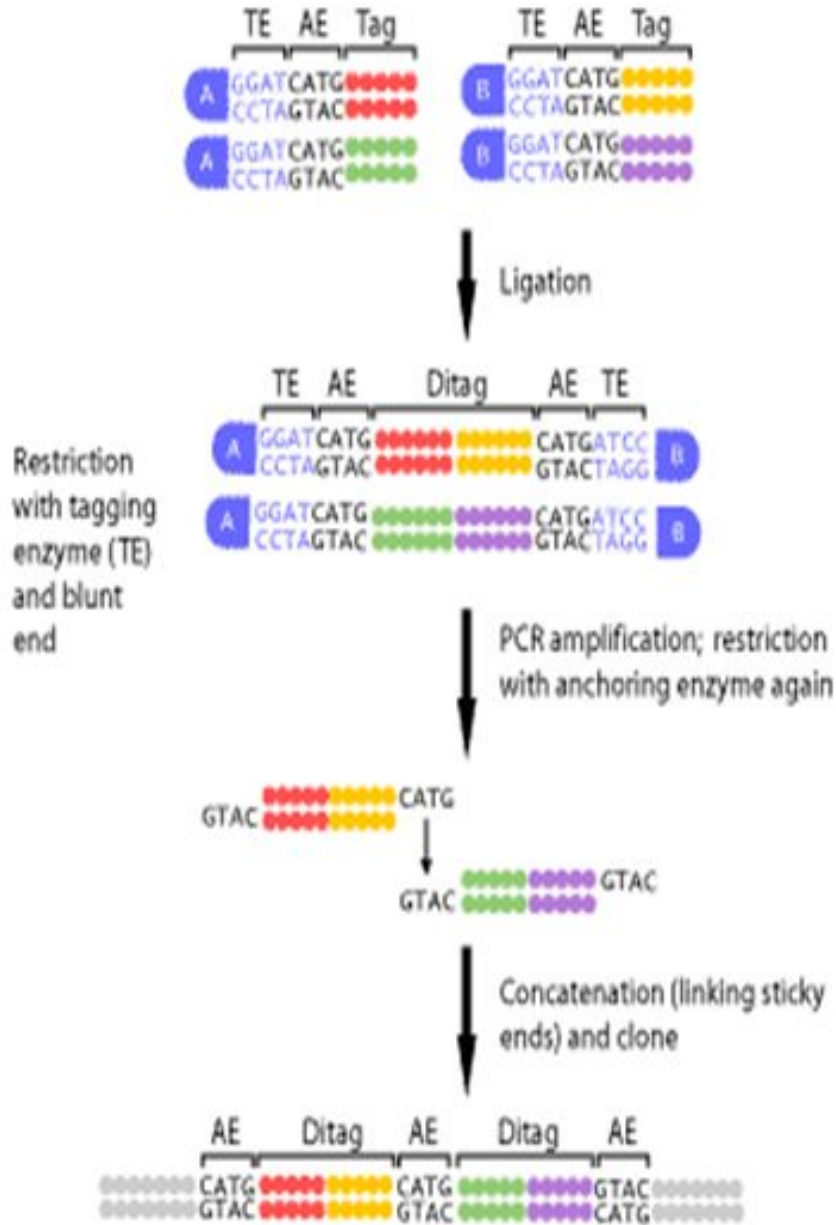 TE AE Tag
TE AE Tag
A GGATCATG
CCTAGTAC
A GGATCATG
CCTAGTAC
B GGATCATG
CCTAGTAC
B GGATCATG
CCTAGTAC
Ligation
TE AE Ditag AE TE
A GGATCATG CATGATCC B
CCTAGTAC GTACTAGG
A GGATCATG CATGATCC B
CCTAGTAC GTACTAGG
Restriction
with tagging
enzyme (TE)
and blunt
end
PCR amplification; restriction
with anchoring enzyme again
CATG
GTAC
GTAC
GTAC
Concatenation (linking sticky
ends) and clone
AE Ditag AE Ditag AE
CATG CATG GTAC
GTAC GTAC CATG